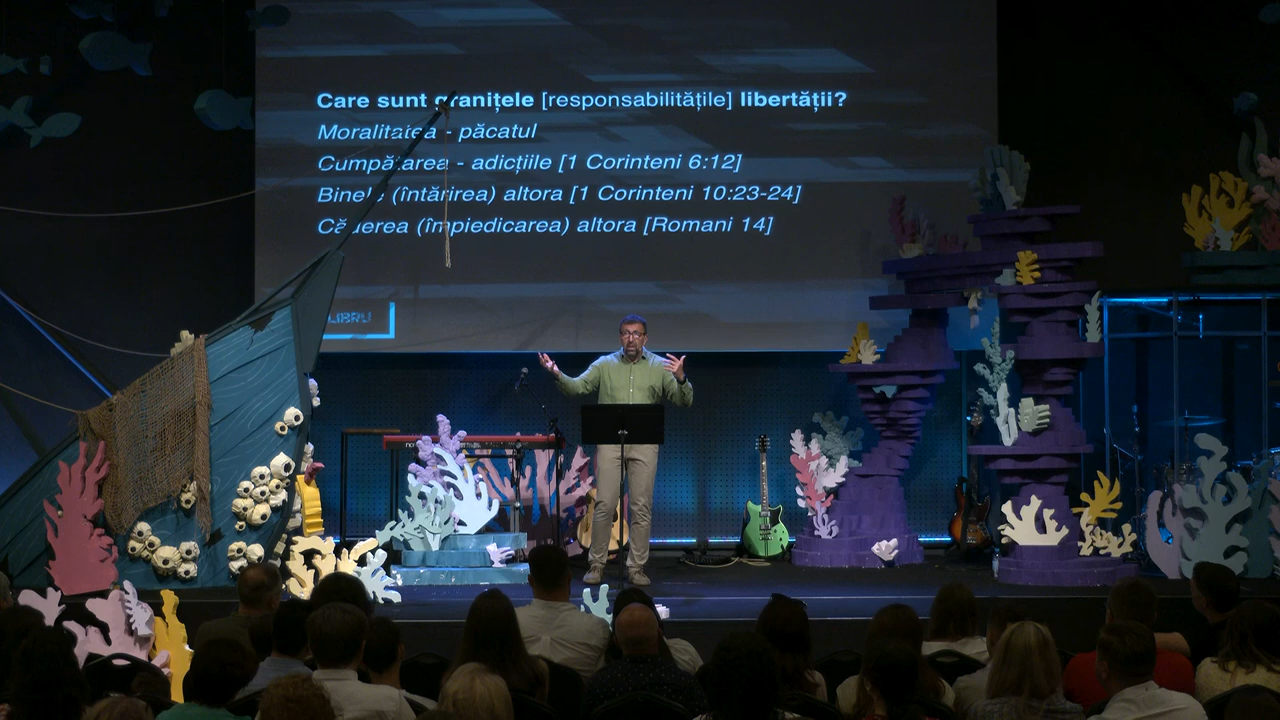 Care sunt granițele [responsabilitățile] libertății?
Moralitatea - păcatul
Cumpătarea - adicțiile [1 Corinteni 6:12]
Binele (întărirea) altora [1 Corinteni 10:23-24]
Căderea (împiedicarea) altora [Romani 14]
LIBRU